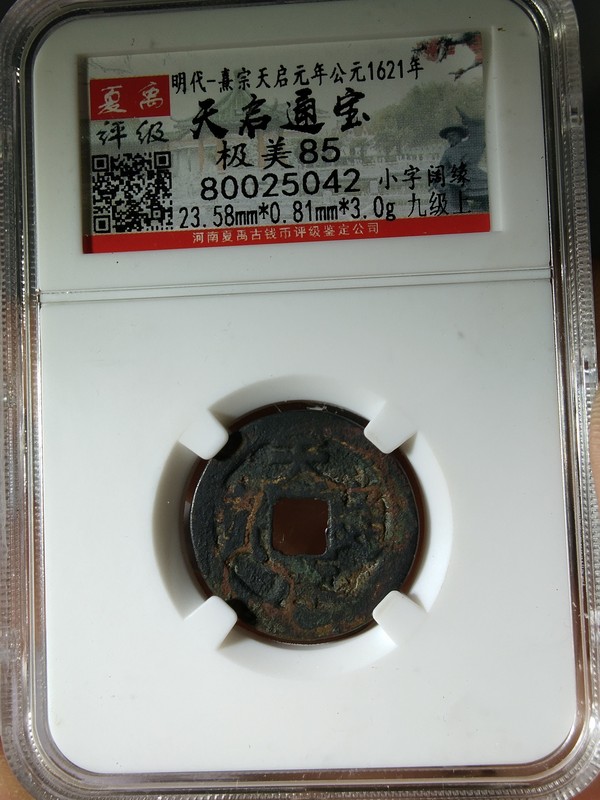 明代-熹宗天启元年公元1621年
夏禹
评级
天启通宝
极美85
80025042 小字阔缘
23.58mm*0.81mm*3.0g 九级上
河南夏禹古钱币评级鉴定公司
天